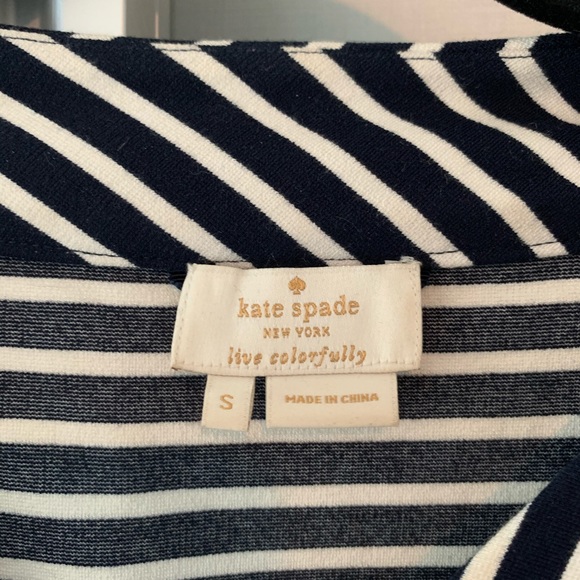 kate spade
NEW YORK
live colorfully
S
MADE IN CHINA